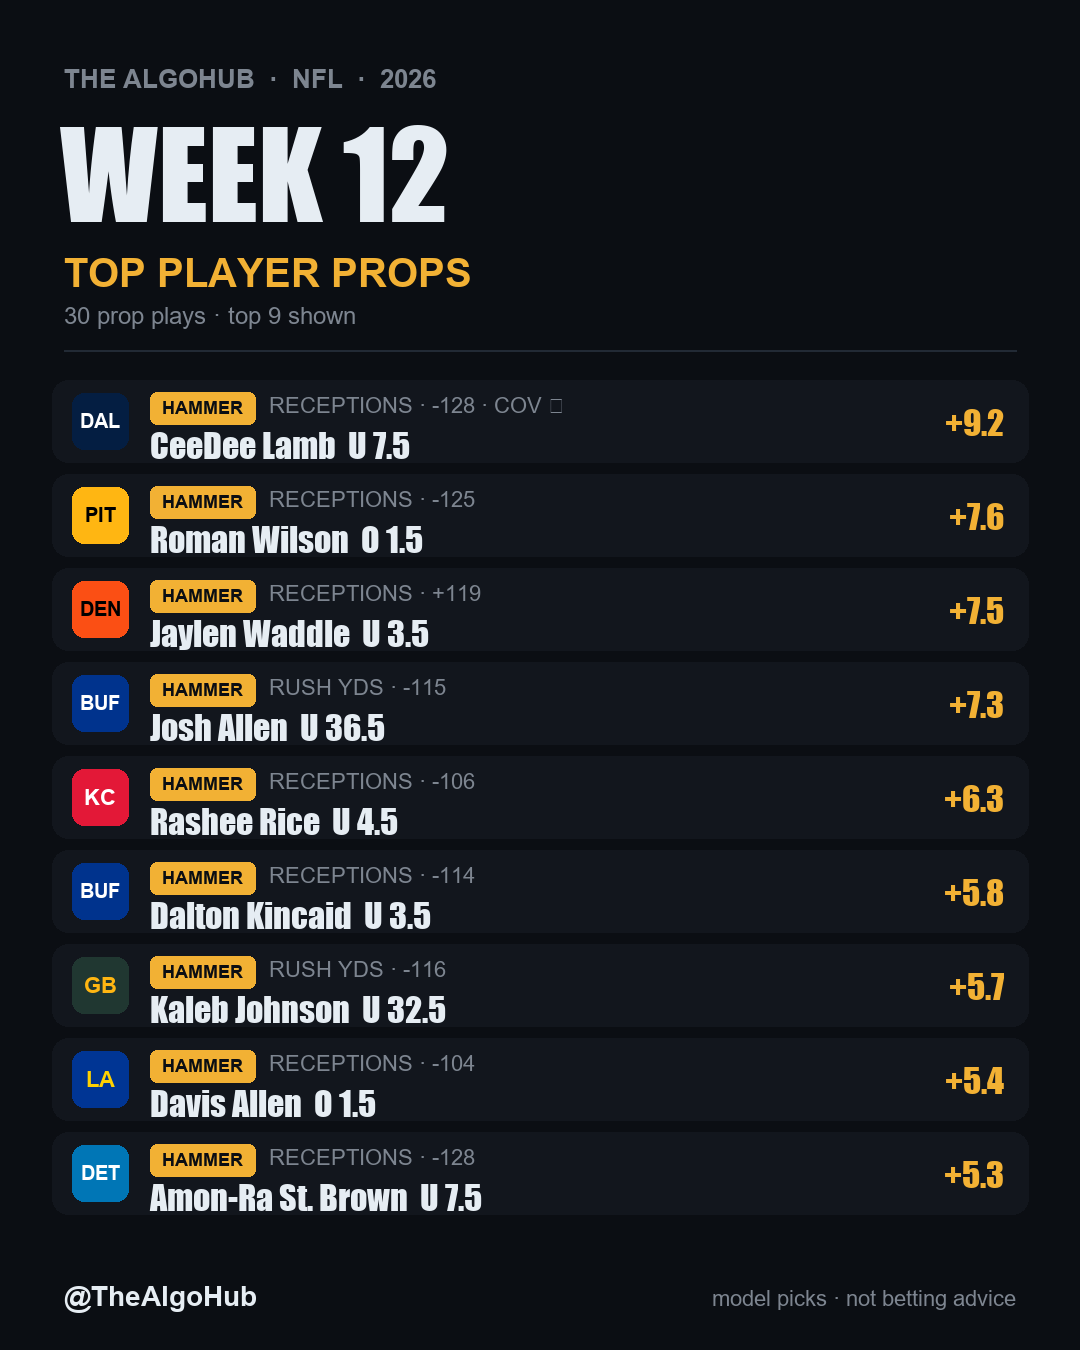 THE ALGOHUB · NFL · 2026
WEEK 12
TOP PLAYER PROPS
30 prop plays · top 9 shown
DAL
HAMMER RECEPTIONS · -128 · COV
CeeDee Lamb U 7.5
+9.2
PIT
HAMMER RECEPTIONS · -125
Roman Wilson O 1.5
+7.6
DEN
HAMMER RECEPTIONS · +119
Jaylen Waddle U 3.5
+7.5
BUF
HAMMER RUSH YDS · -115
Josh Allen U 36.5
+7.3
KC
HAMMER RECEPTIONS · -106
Rashee Rice U 4.5
+6.3
BUF
HAMMER RECEPTIONS · -114
Dalton Kincaid U 3.5
+5.8
GB
HAMMER RUSH YDS · -116
Kaleb Johnson U 32.5
+5.7
LA
HAMMER RECEPTIONS · -104
Davis Allen O 1.5
+5.4
DET
HAMMER RECEPTIONS · -128
Amon-Ra St. Brown U 7.5
+5.3
@TheAlgoHub
model picks · not betting advice